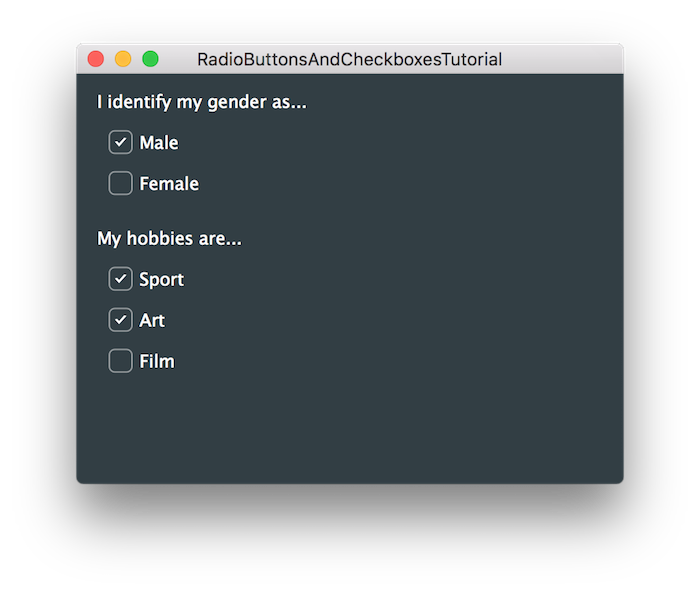 RadioButtonsAndCheckboxesTutorial
I identify my gender as...
Male
Female
My hobbies are...
Sport
Art
Film